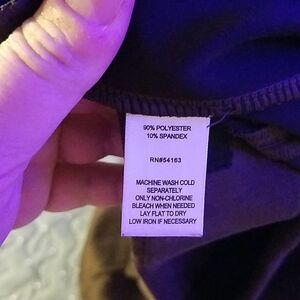 90% POLYESTER
10% SPANDEX
RN#54163
MACHINE WASH COLD
SEPARATELY
ONLY NON-CHLORINE
BLEACH WHEN NEEDED
LAY FLAT TO DRY
LOW IRON IF NECESSARY